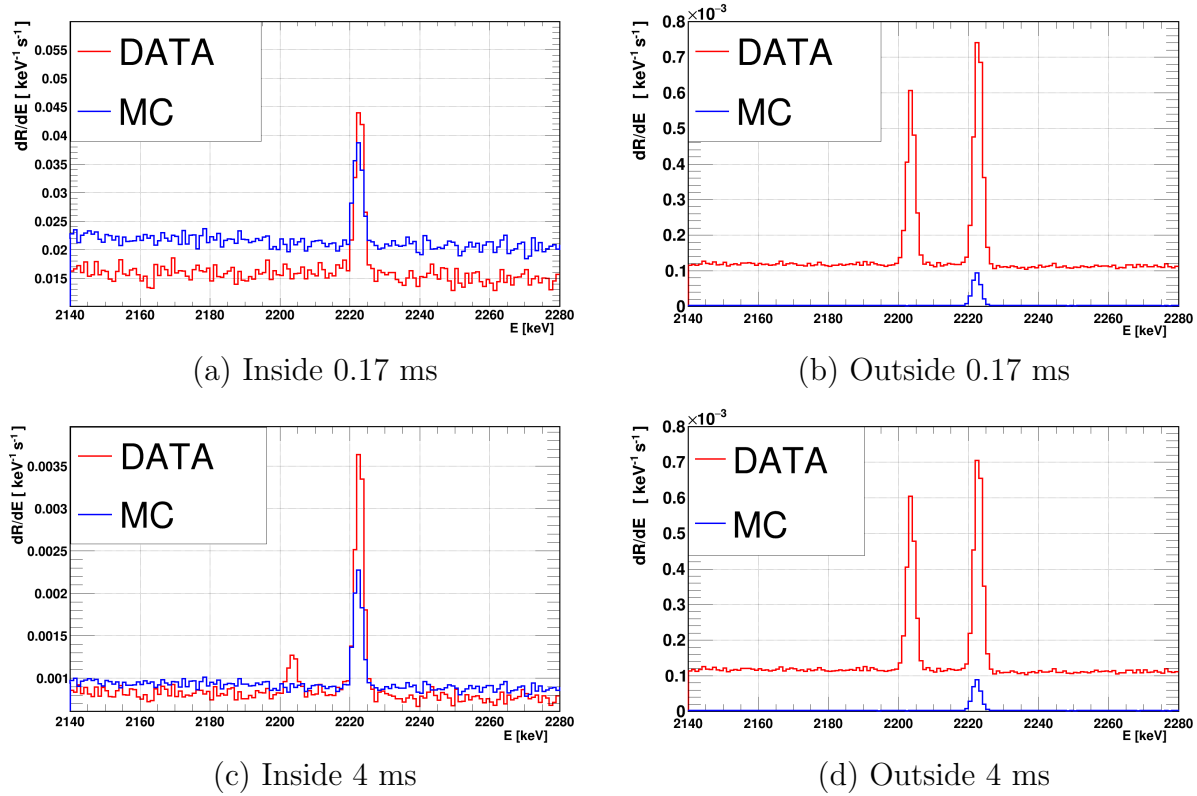 dR/dE [ keV⁻¹ s⁻¹ ]
0.055
0.05
0.045
0.04
0.035
0.03
0.025
0.02
0.015
DATA
MC
2140 2160 2180 2200 2220 2240 2260 2280
E [keV]
(a) Inside 0.17 ms
×10⁻³
dR/dE [ keV⁻¹ s⁻¹ ]
0.8
0.7
0.6
0.5
0.4
0.3
0.2
0.1
0
DATA
MC
2140 2160 2180 2200 2220 2240 2260 2280
E [keV]
(b) Outside 0.17 ms
dR/dE [ keV⁻¹ s⁻¹ ]
0.0035
0.003
0.0025
0.002
0.0015
0.001
DATA
MC
2140 2160 2180 2200 2220 2240 2260 2280
E [keV]
(c) Inside 4 ms
×10⁻³
dR/dE [ keV⁻¹ s⁻¹ ]
0.8
0.7
0.6
0.5
0.4
0.3
0.2
0.1
0
DATA
MC
2140 2160 2180 2200 2220 2240 2260 2280
E [keV]
(d) Outside 4 ms